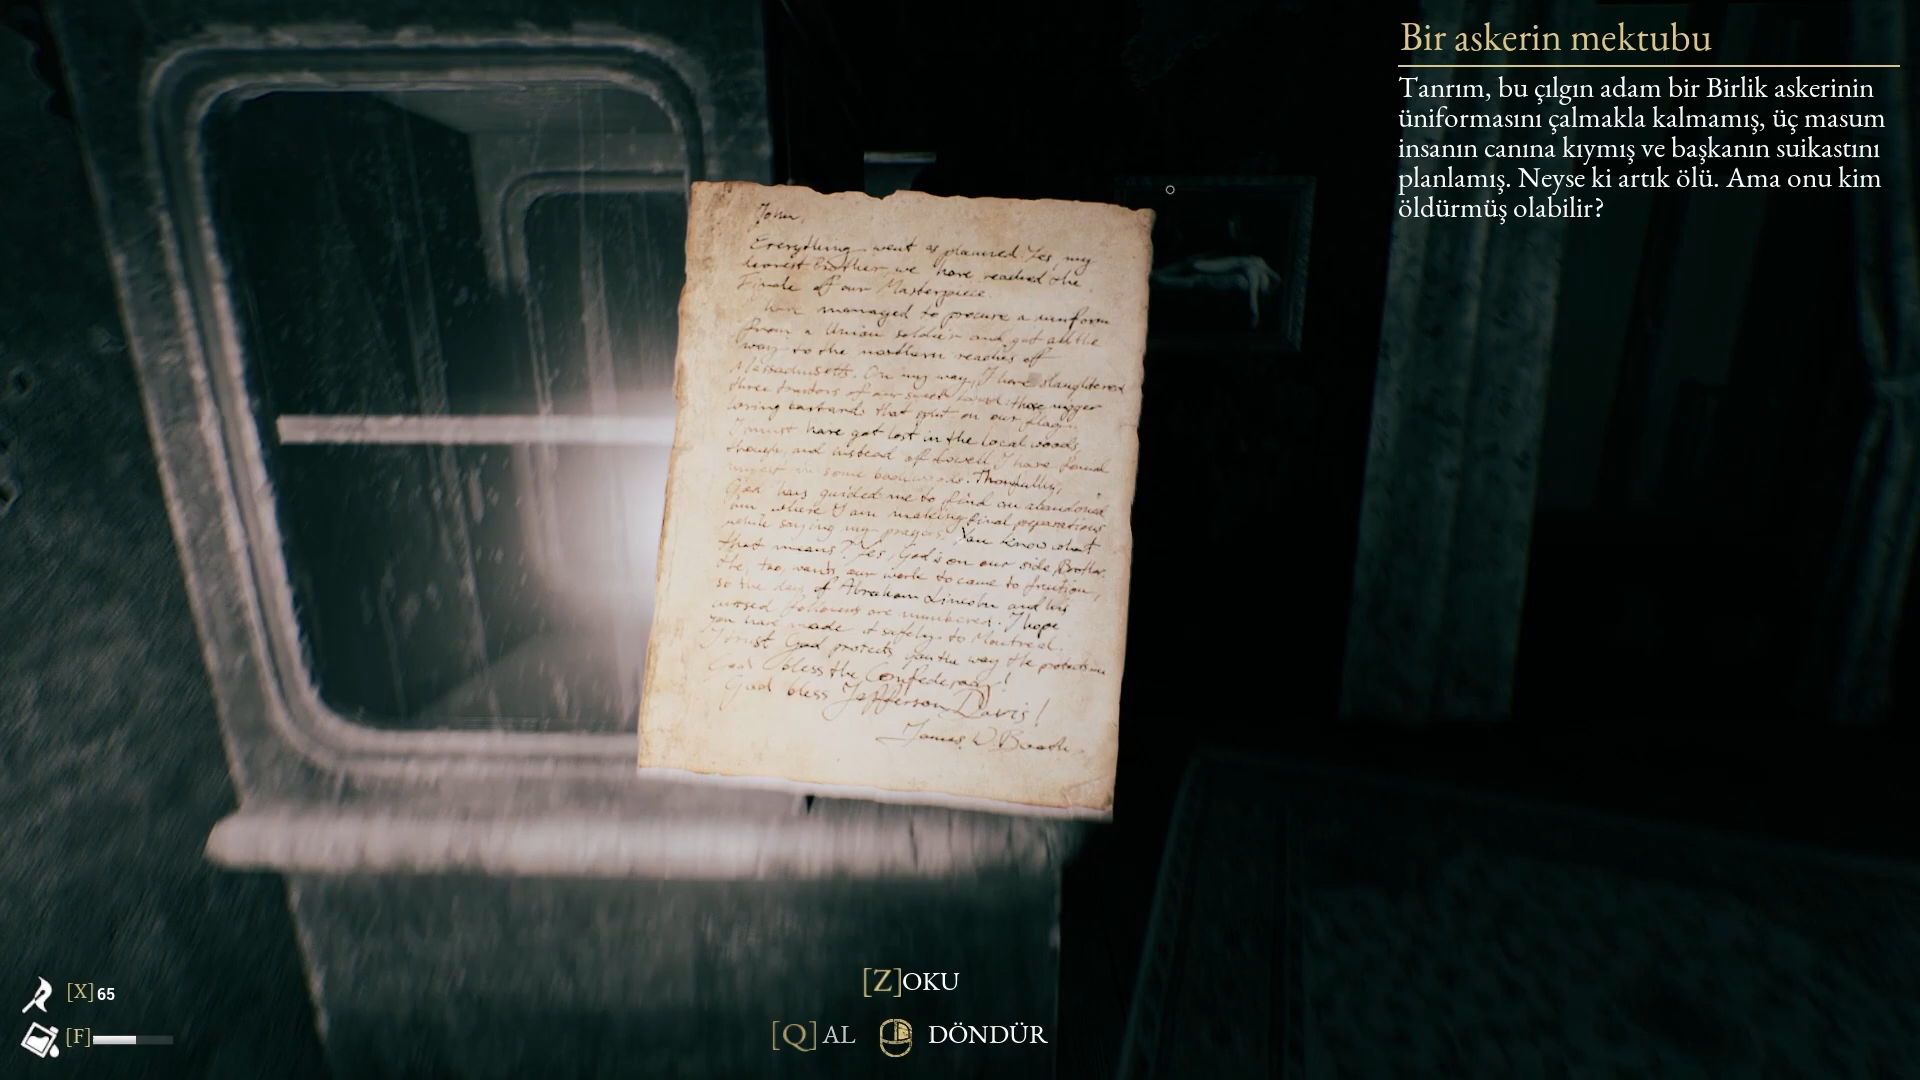 Bir askerin mektubu
Tanrım, bu çılgın adam bir Birlik askerinin
üniformasını çalmakla kalmamış, üç masum
insanın canına kıymış ve başkanın suikastını
planlamış. Neyse ki artık ölü. Ama onu kim
öldürmüş olabilir?
John,
Everything went as planned. Yes, my
dearest Brother, we have reached the
Finale of our Masterpiece.
have managed to procure a uniform
from a Union soldier and got all the
way to the northern reaches of
Massachusetts. On my way, I have slaughtered
three traitors of our sweet land: those nigger
loving bastards that spit on our flag.
I must have got lost in the local woods,
though, and instead of Lowell I have found
myself in some backwoods. Thankfully,
God has guided me to find an abandoned
inn where I am making final preparations
while saying my prayers. You know what
that means? Yes, God is on our side, Brother.
He, too, wants our work to come to fruition,
so the days of Abraham Lincoln and his
cursed followers are numbered. I hope
you have made it safely to Montreal.
I trust God protects you the way He protects me
God bless the Confederacy!
God bless Jefferson Davis!
James W. Booth
[X] 65
[F]
[Z]OKU
[Q] AL DÖNDÜR